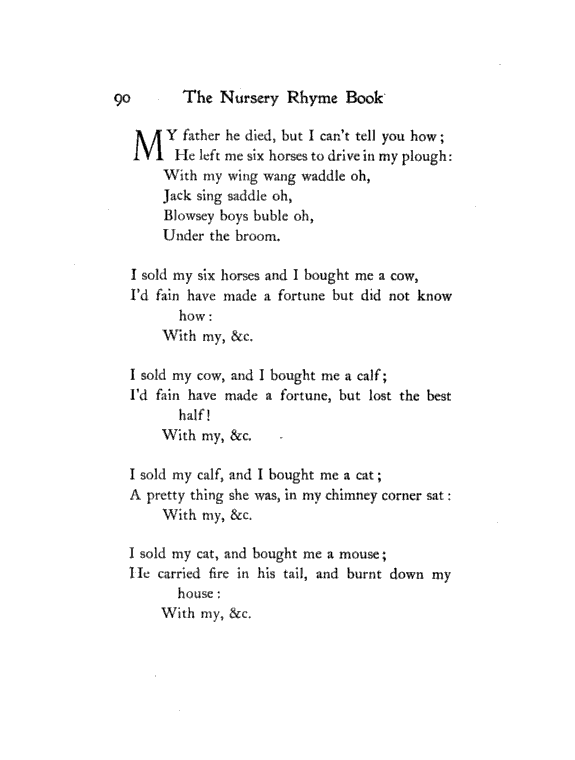 90 The Nursery Rhyme Book
MY father he died, but I can't tell you how;
He left me six horses to drive in my plough:
With my wing wang waddle oh,
Jack sing saddle oh,
Blowsey boys buble oh,
Under the broom.
I sold my six horses and I bought me a cow,
I'd fain have made a fortune but did not know
how:
With my, &c.
I sold my cow, and I bought me a calf;
I'd fain have made a fortune, but lost the best
half!
With my, &c.
I sold my calf, and I bought me a cat;
A pretty thing she was, in my chimney corner sat:
With my, &c.
I sold my cat, and bought me a mouse;
He carried fire in his tail, and burnt down my
house:
With my, &c.